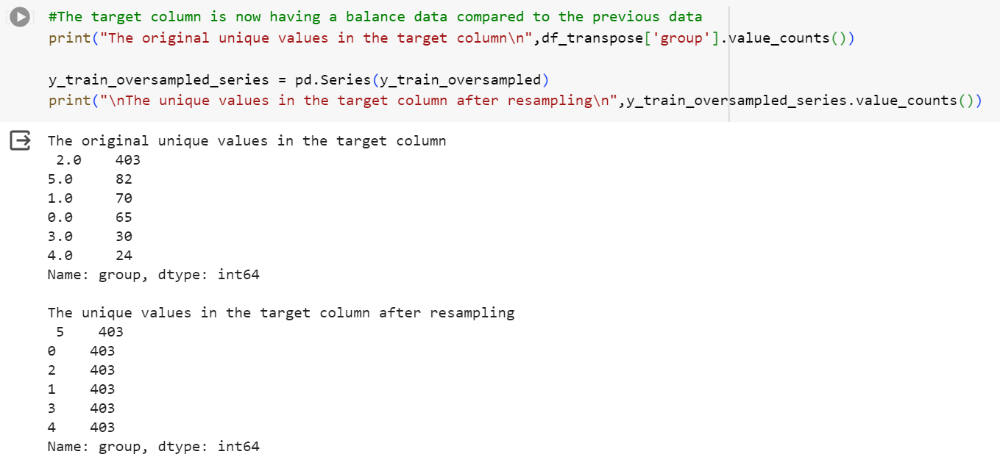 #The target column is now having a balance data compared to the previous data
print("The original unique values in the target column\n",df_transpose['group'].value_counts())
y_train_oversampled_series = pd.Series(y_train_oversampled)
print("\nThe unique values in the target column after resampling\n",y_train_oversampled_series.value_counts())
The original unique values in the target column
2.0    403
5.0     82
1.0     70
0.0     65
3.0     30
4.0     24
Name: group, dtype: int64
The unique values in the target column after resampling
5    403
0    403
2    403
1    403
3    403
4    403
Name: group, dtype: int64